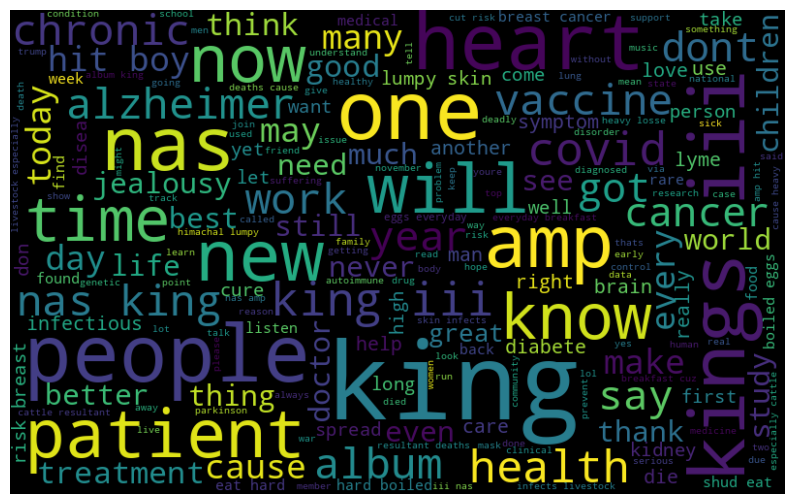 condition
school
cut risk
breast cancer
support
take
something
chronic
think
many
medical
men
understand
heart
dont
trump
album king
tell
music
without
hit boy
now
good
lumpy skin
come
love
use
children
week
going
deaths cause
healthy
give
lung
mean
state
national
alzheimer
want
one
vaccine
person
death
today
nas
join
used
issue
may
symptom
deadly
heavy losse
disorder
sick
iiii
find
disea
yet
friend
much
another
covid
lyme
said
livestock especially
might
jealousy
let
need
will
see
diagnosed
rare
via
research
case
amp hit
cause heavy
show
suffering
november
problem
keep
youre
top
got
time
track
best
work
still
year
eggs everyday
everyday breakfast
well
cancer
called
himachal lumpy
family
amp
way
risk
thats
early
world
don
day
new
getting
read
never
man
control
every
kings
found
life
learn
body
hope
right
data
brain
really
food
boiled eggs
genetic
point
cure
autoimmune
drug
nas king
king
iii
know
infectious
lot
listen
nas amp
reason
high
skin infects
great
yes
human
real
people
talk
please
help
back
look
diabete
make
study
risk breast
better
thing
always
doctor
king
long
women
run
community
prevent
lol
breakfast cuz
first
cattle resultant
away
parkinson
died
say
medicine
two
due
especially cattle
patient
live
war
spread
even
care
thank
kidney
treatment
cause
album
resultant deaths
mask
done
clinical
health
serious
die
shud eat
eat hard
member
hard boiled
iii nas
infects livestock